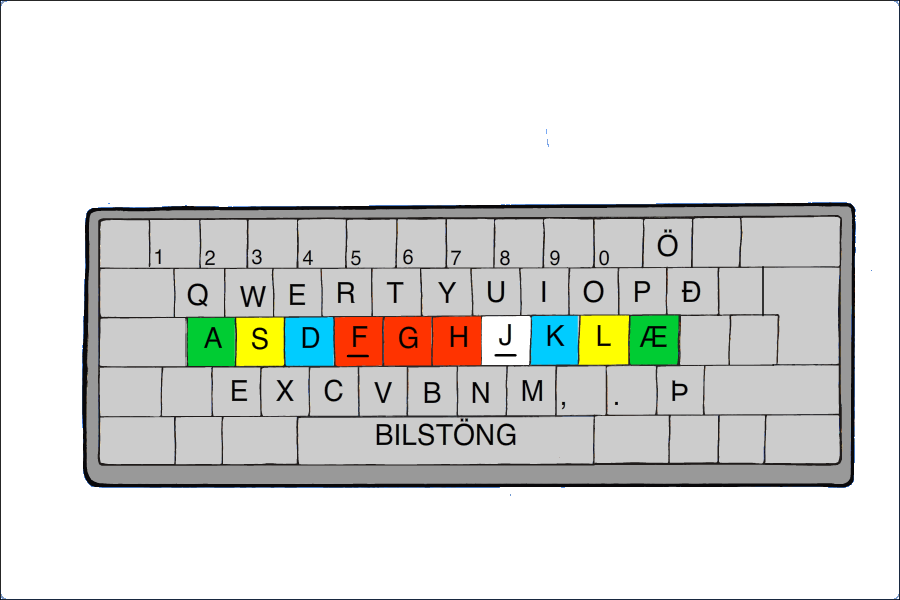 1 2 3 4 5 6 7 8 9 0 Ö
Q W E R T Y U I O P Ð
A S D F G H J K L Æ
E X C V B N M , . Þ
BILSTÖNG